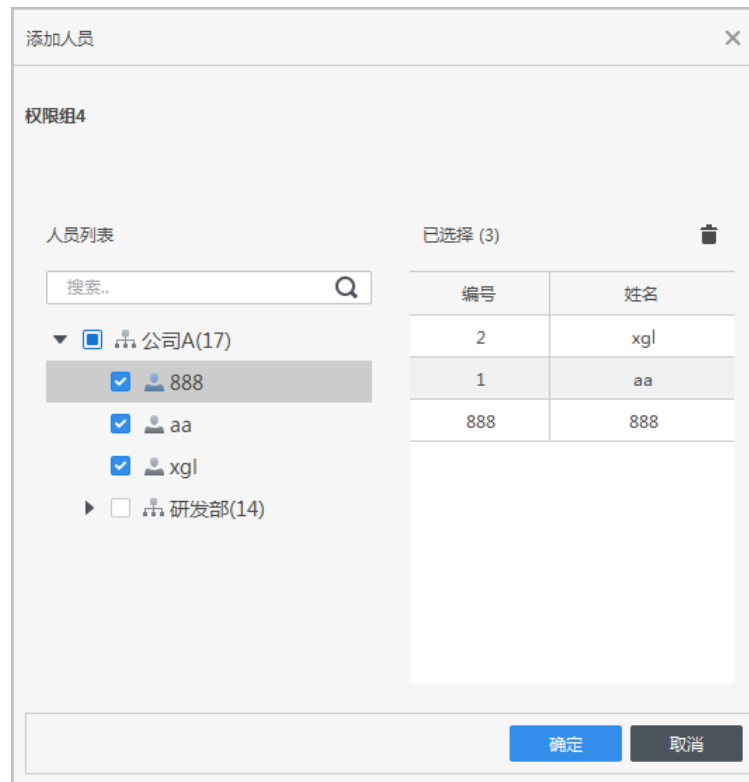 添加人员
权限组4
人员列表
搜索..
公司A(17)
888
aa
xgl
研发部(14)
已选择 (3)
编号 姓名
2 xgl
1 aa
888 888
确定 取消